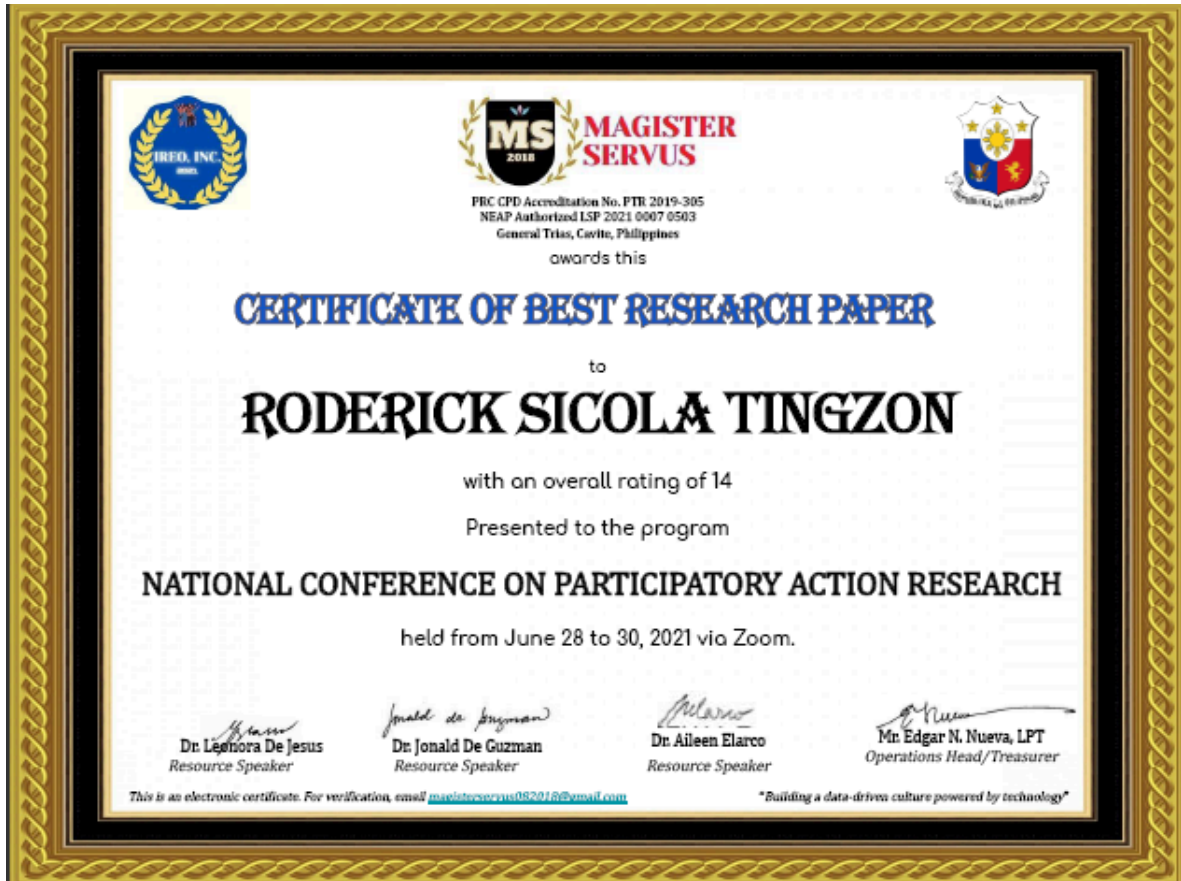 IREO, INC.
MS
2018
MAGISTER
SERVUS
PRC CPD Accreditation No. PTR 2019-305
NEAP Authorized LSP 2021 0007 0503
General Trias, Cavite, Philippines
awards this
CERTIFICATE OF BEST RESEARCH PAPER
to
RODERICK SICOLA TINGZON
with an overall rating of 14
Presented to the program
NATIONAL CONFERENCE ON PARTICIPATORY ACTION RESEARCH
held from June 28 to 30, 2021 via Zoom.
Jonald de Guzman
Dr. Leonora De Jesus
Resource Speaker
Dr. Jonald De Guzman
Resource Speaker
Dr. Aileen Elarco
Resource Speaker
Mr. Edgar N. Nueva, LPT
Operations Head/Treasurer
This is an electronic certificate. For verification, email magisterservus082018@gmail.com
"Building a data-driven culture powered by technology"